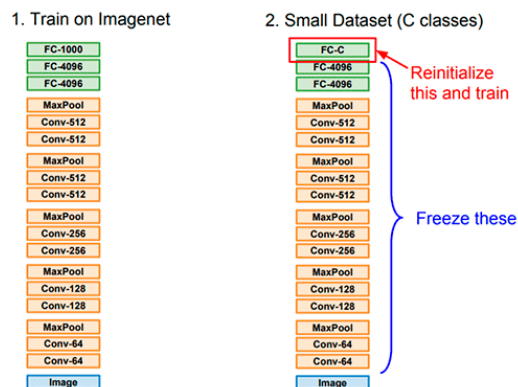 1. Train on Imagenet
FC-1000
FC-4096
FC-4096
MaxPool
Conv-512
Conv-512
MaxPool
Conv-512
Conv-512
MaxPool
Conv-256
Conv-256
MaxPool
Conv-128
Conv-128
MaxPool
Conv-64
Conv-64
Image
2. Small Dataset (C classes)
FC-C
FC-4096
FC-4096
MaxPool
Conv-512
Conv-512
MaxPool
Conv-512
Conv-512
MaxPool
Conv-256
Conv-256
MaxPool
Conv-128
Conv-128
MaxPool
Conv-64
Conv-64
Image
Reinitialize
this and train
Freeze these